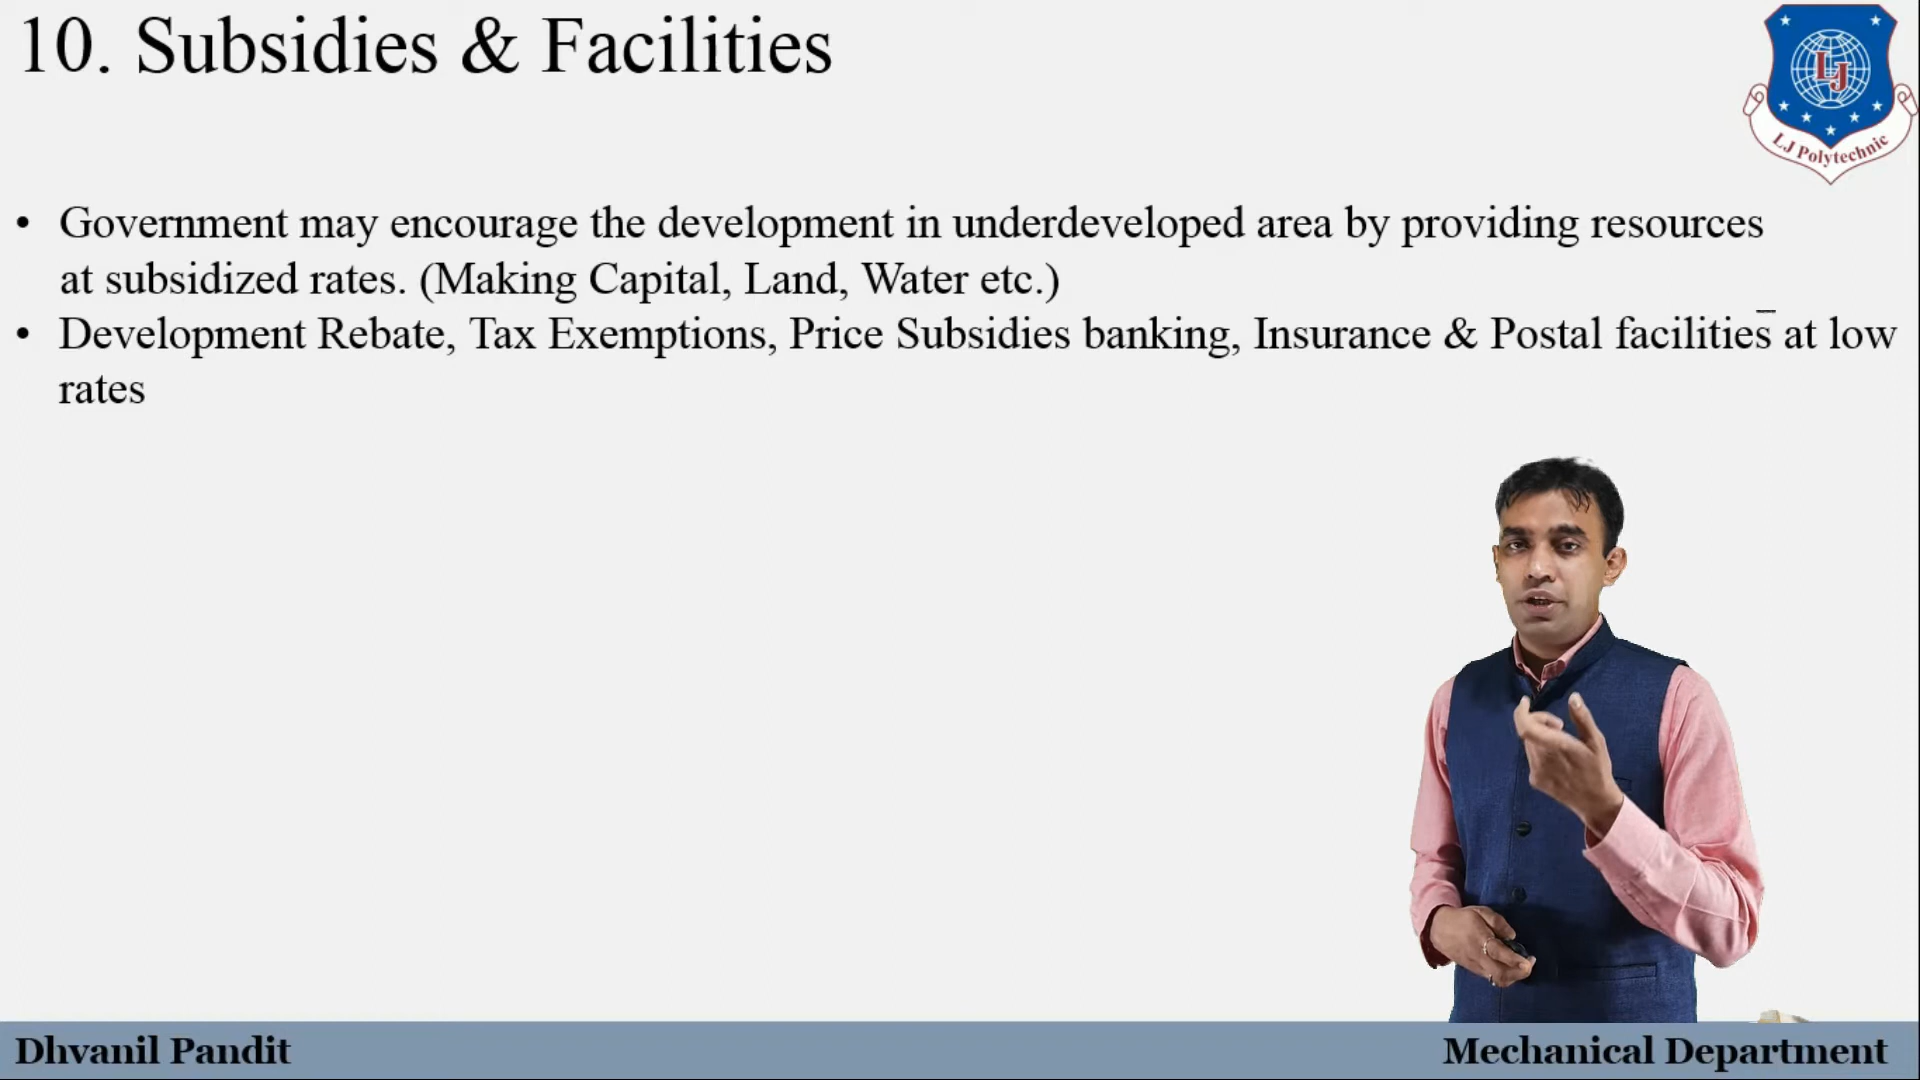 10. Subsidies & Facilities
LJ
LJ Polytechnic
• Government may encourage the development in underdeveloped area by providing resources
at subsidized rates. (Making Capital, Land, Water etc.)
• Development Rebate, Tax Exemptions, Price Subsidies banking, Insurance & Postal facilities at low
rates
Dhvanil Pandit
Mechanical Department